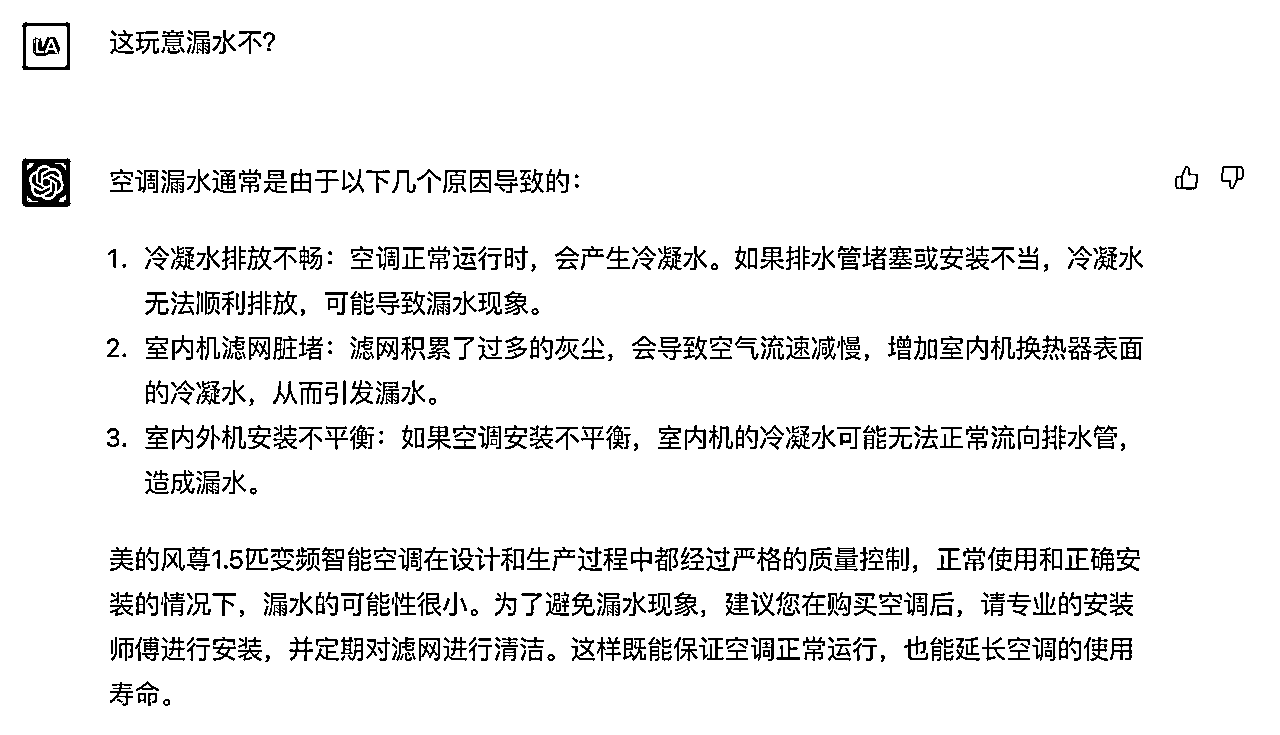 LA
这玩意漏水不?
空调漏水通常是由于以下几个原因导致的：
1. 冷凝水排放不畅：空调正常运行时，会产生冷凝水。如果排水管堵塞或安装不当，冷凝水
无法顺利排放，可能导致漏水现象。
2. 室内机滤网脏堵：滤网积累了过多的灰尘，会导致空气流速减慢，增加室内机换热器表面
的冷凝水，从而引发漏水。
3. 室内外机安装不平衡：如果空调安装不平衡，室内机的冷凝水可能无法正常流向排水管，
造成漏水。
美的风尊1.5匹变频智能空调在设计和生产过程中都经过严格的质量控制，正常使用和正确安
装的情况下，漏水的可能性很小。为了避免漏水现象，建议您在购买空调后，请专业的安装
师傅进行安装，并定期对滤网进行清洁。这样既能保证空调正常运行，也能延长空调的使用
寿命。